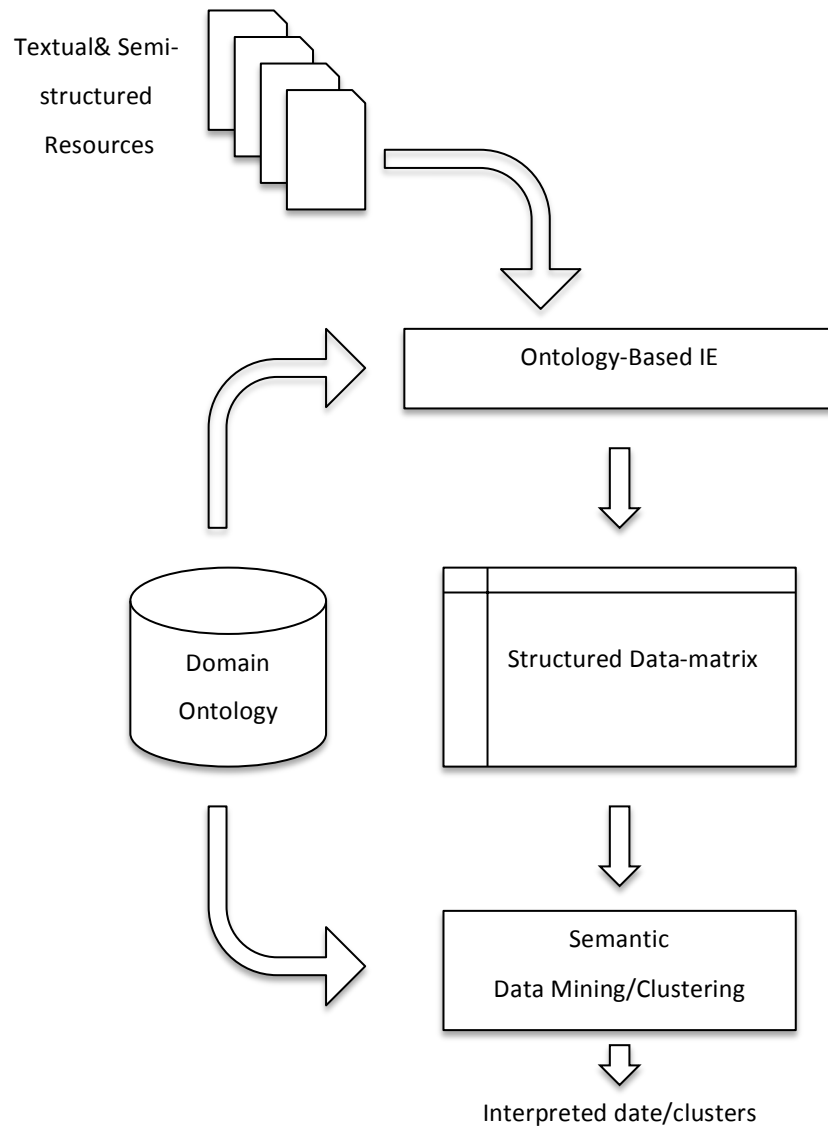 Textual& Semi-
structured
Resources
Ontology-Based IE
Domain
Ontology
Structured Data-matrix
Semantic
Data Mining/Clustering
Interpreted date/clusters